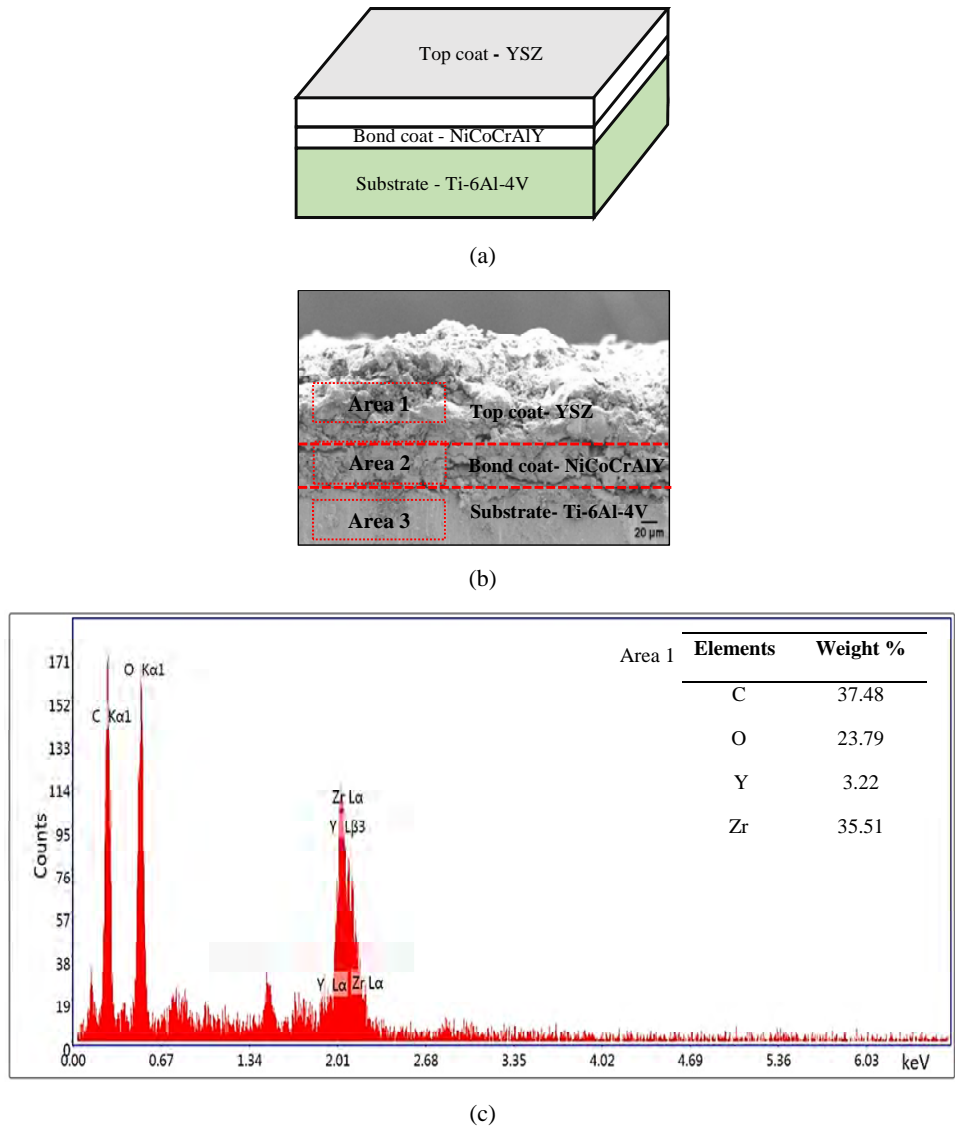 Top coat - YSZ
Bond coat - NiCoCrAlY
Substrate - Ti-6Al-4V
(a)
Area 1
Top coat- YSZ
Area 2
Bond coat- NiCoCrAlY
Area 3
Substrate- Ti-6Al-4V
20 µm
(b)
Area 1
Elements Weight %
C 37.48
O 23.79
Y 3.22
Zr 35.51
171
152
133
114
95
76
57
38
19
0
Counts
O Kα1
C Kα1
Zr Lα
Y Lβ3
Y Lα Zr Lα
0.00 0.67 1.34 2.01 2.68 3.35 4.02 4.69 5.36 6.03 keV
(c)